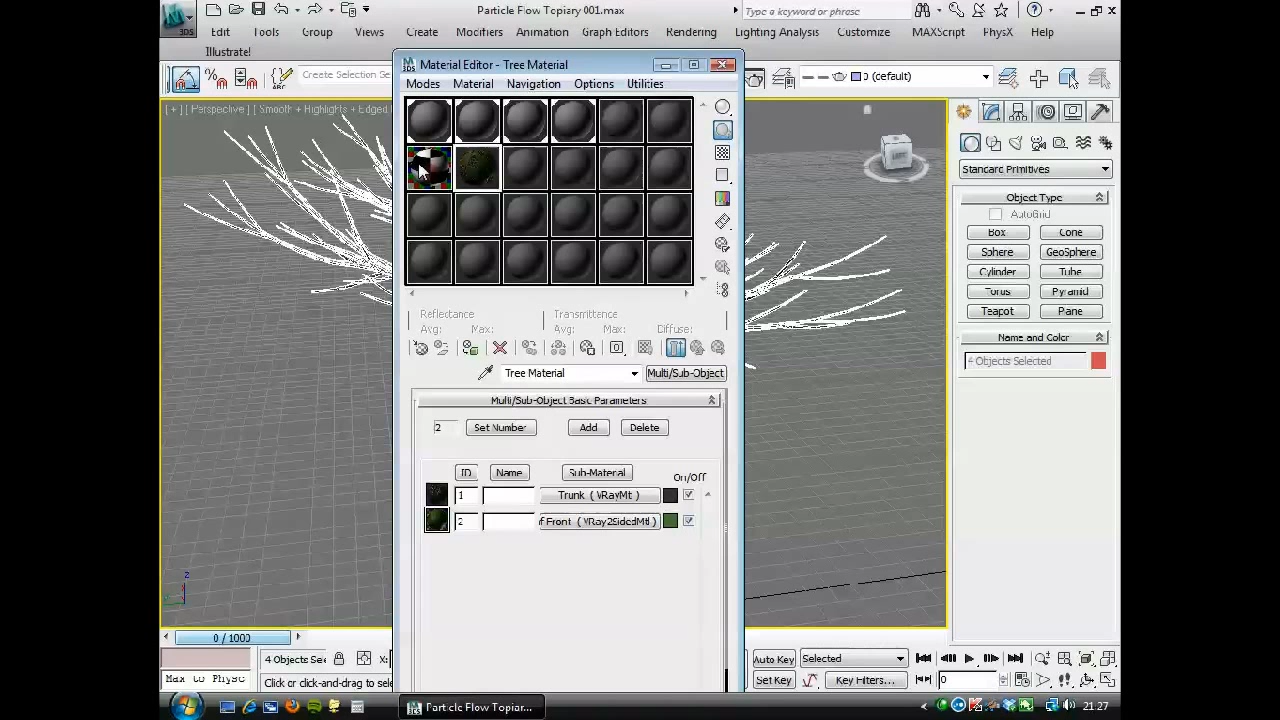 Particle Flow Topiary 001.max
Type a keyword or phrase
3DS
Edit Tools Group Views Create Modifiers Animation Graph Editors Rendering Lighting Analysis Customize MAXScript PhysX Help
Illustrate!
Create Selection Se
0 (default)
Material Editor - Tree Material
Modes Material Navigation Options Utilities
[ + ] [ Perspective ] [ Smooth + Highlights + Edged
Standard Primitives
Object Type
AutoGrid
Box Cone
Sphere GeoSphere
Cylinder Tube
Torus Pyramid
Teapot Plane
Name and Color
4 Objects Selected
Reflectance Transmittance
Avg: Max: Avg: Max: Diffuse:
Tree Material Multi/Sub-Object
Multi/Sub-Object Basic Parameters
2 Set Number Add Delete
ID Name Sub-Material On/Off
1 Trunk ( VRayMtl )
2 f Front ( VRay2SidedMtl )
z
0 / 1000
4 Objects Sel X:
Max to Physc Click or click-and-drag to sele
Auto Key Selected
Set Key Key Filters... 0
Particle Flow Topiar... 21:27